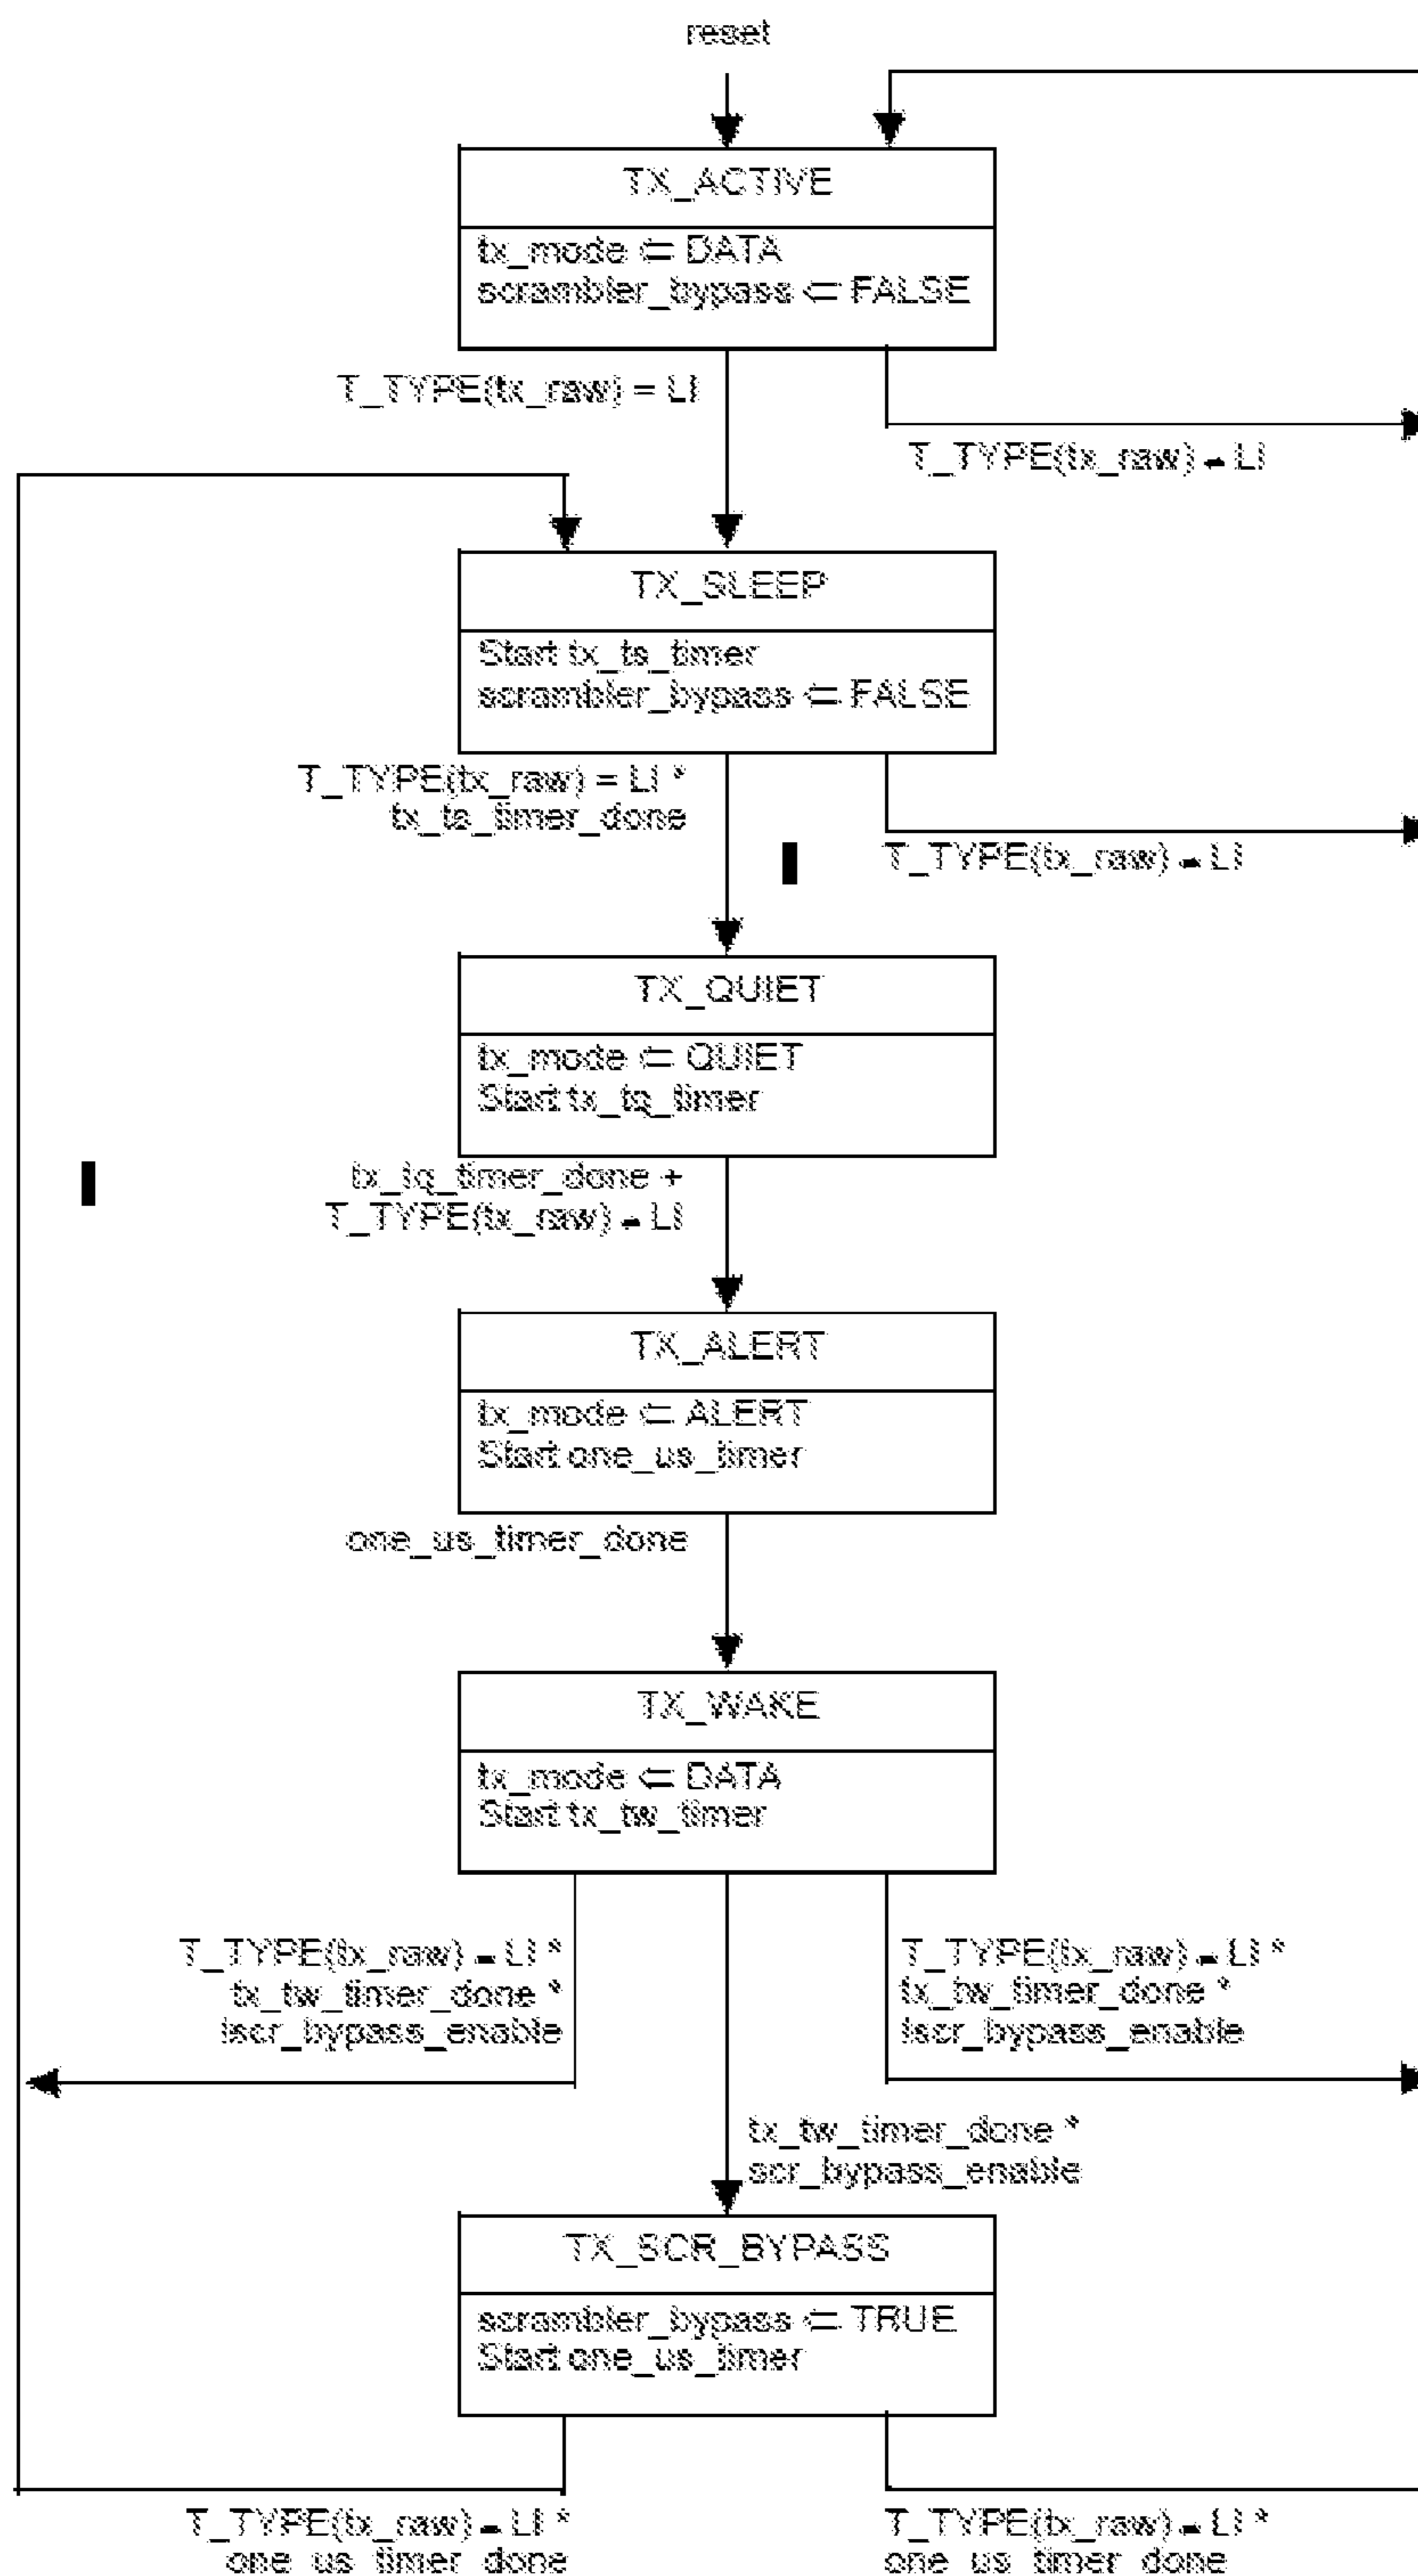 reset
TX_ACTIVE
tx_mode ⇐ DATA
scrambler_bypass ⇐ FALSE
T_TYPE(tx_raw) = LI
T_TYPE(tx_raw) ≠ LI
TX_SLEEP
Start tx_ts_timer
scrambler_bypass ⇐ FALSE
T_TYPE(tx_raw) = LI *
tx_ts_timer_done
T_TYPE(tx_raw) ≠ LI
TX_QUIET
tx_mode ⇐ QUIET
Start tx_tq_timer
tx_tq_timer_done +
T_TYPE(tx_raw) ≠ LI
TX_ALERT
tx_mode ⇐ ALERT
Start one_us_timer
one_us_timer_done
TX_WAKE
tx_mode ⇐ DATA
Start tx_tw_timer
T_TYPE(tx_raw) = LI *
tx_tw_timer_done *
!scr_bypass_enable
T_TYPE(tx_raw) ≠ LI *
tx_tw_timer_done *
!scr_bypass_enable
tx_tw_timer_done *
scr_bypass_enable
TX_SCR_BYPASS
scrambler_bypass ⇐ TRUE
Start one_us_timer
T_TYPE(tx_raw) = LI *
one_us_timer_done
T_TYPE(tx_raw) ≠ LI *
one_us_timer_done